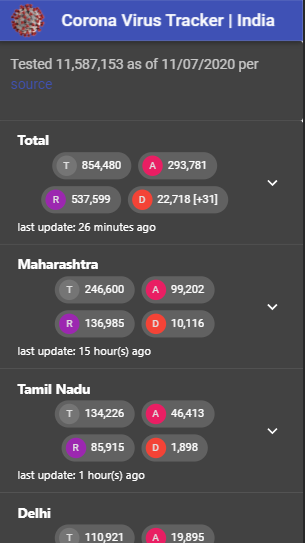 Corona Virus Tracker | India
Tested 11,587,153 as of 11/07/2020 per
source
Total
T 854,480 A 293,781
R 537,599 D 22,718 [+31]
last update: 26 minutes ago
Maharashtra
T 246,600 A 99,202
R 136,985 D 10,116
last update: 15 hour(s) ago
Tamil Nadu
T 134,226 A 46,413
R 85,915 D 1,898
last update: 1 hour(s) ago
Delhi
T 110,921 A 19,895